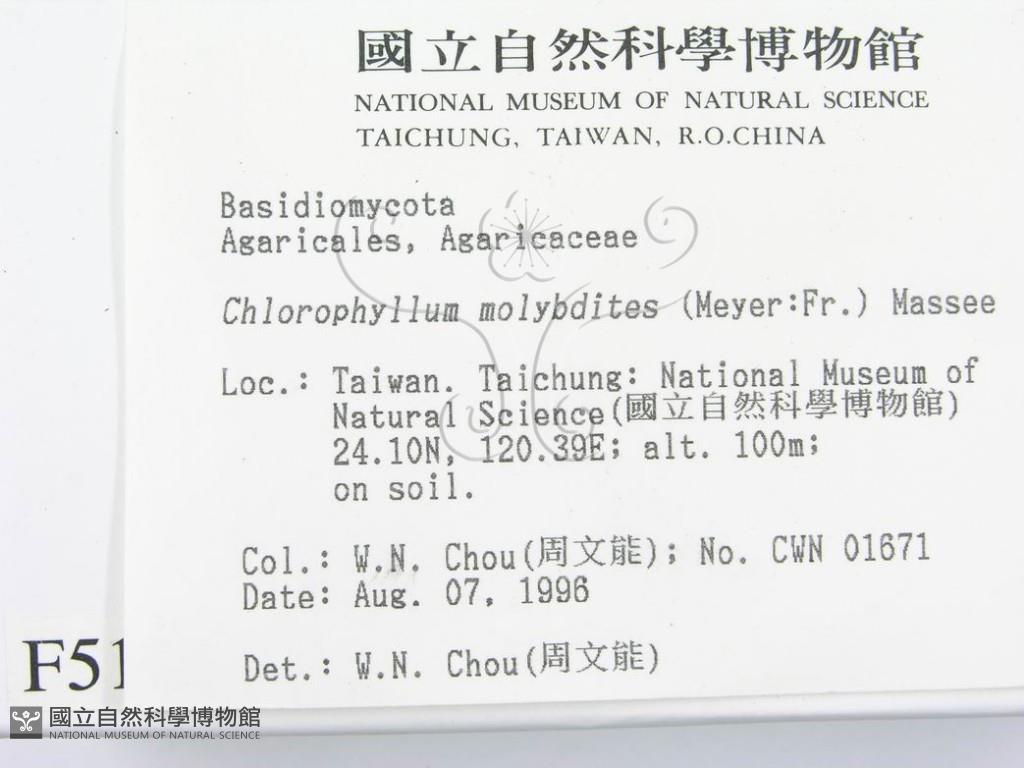 國立自然科學博物館
NATIONAL MUSEUM OF NATURAL SCIENCE
TAICHUNG, TAIWAN, R.O.CHINA
Basidiomycota
Agaricales, Agaricaceae
Chlorophyllum molybdites (Meyer:Fr.) Massee
Loc.: Taiwan. Taichung: National Museum of
Natural Science(國立自然科學博物館)
24.10N, 120.39E; alt. 100m;
on soil.
Col.: W.N. Chou(周文能); No. CWN 01671
Date: Aug. 07, 1996
Det.: W.N. Chou(周文能)
F51
國立自然科學博物館
NATIONAL MUSEUM OF NATURAL SCIENCE